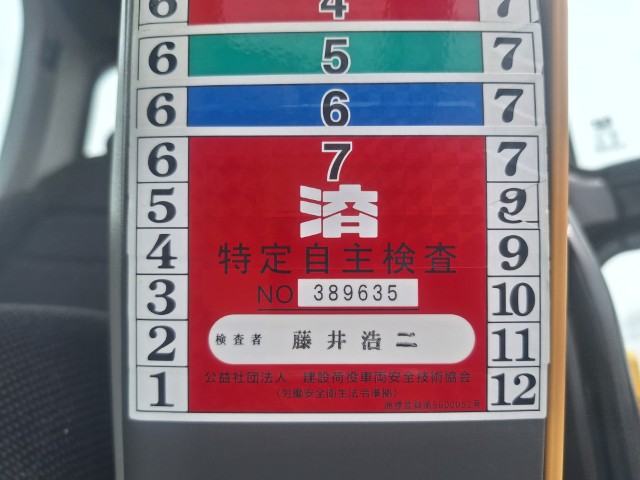 6 4 7
6 5 7
6 6 7
6 7 7
5 済 8
4 特定自主検査 9
3 NO 389635 10
2 検査者 藤井浩二 11
1 公益社団法人 建設荷役車両安全技術協会 12
(労働安全衛生法令準拠)